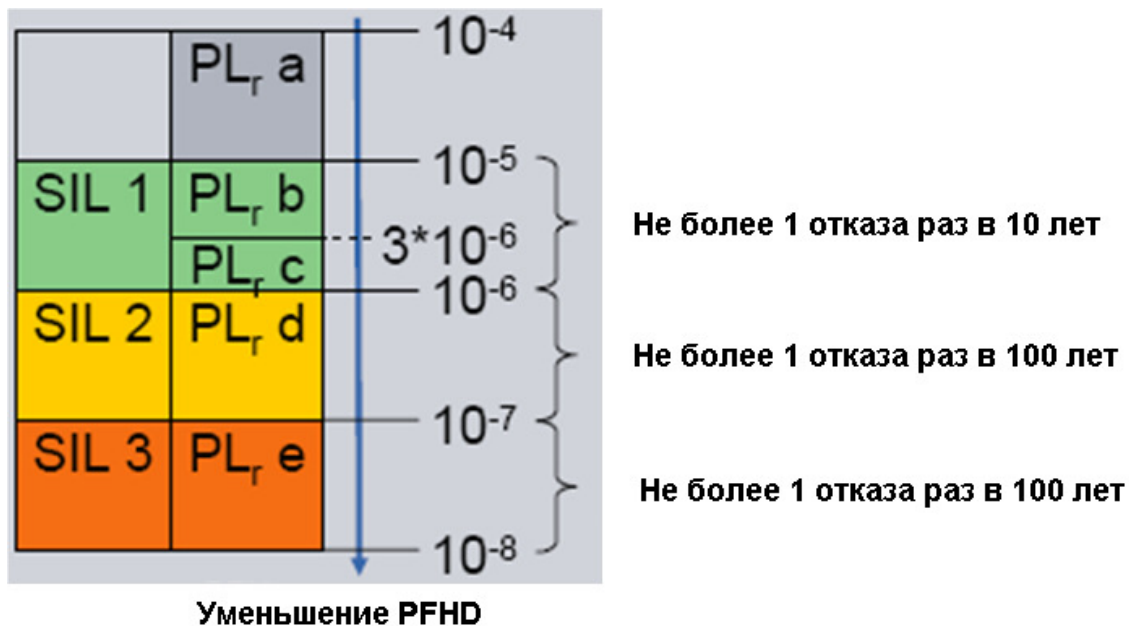 PLr a
10-4
SIL 1
PLr b
10-5
3*10-6
PLr c
10-6
SIL 2
PLr d
10-7
SIL 3
PLr e
10-8
Не более 1 отказа раз в 10 лет
Не более 1 отказа раз в 100 лет
Не более 1 отказа раз в 100 лет
Уменьшение PFHD